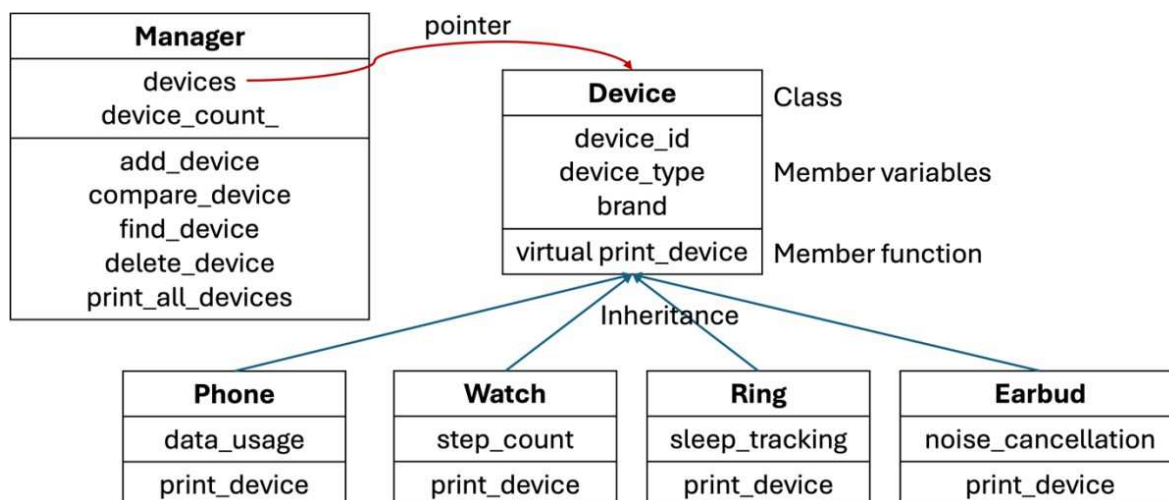 Manager
devices
device_count_
add_device
compare_device
find_device
delete_device
print_all_devices
pointer
Device
Class
device_id
device_type
brand
Member variables
virtual print_device
Member function
Inheritance
Phone
data_usage
print_device
Watch
step_count
print_device
Ring
sleep_tracking
print_device
Earbud
noise_cancellation
print_device